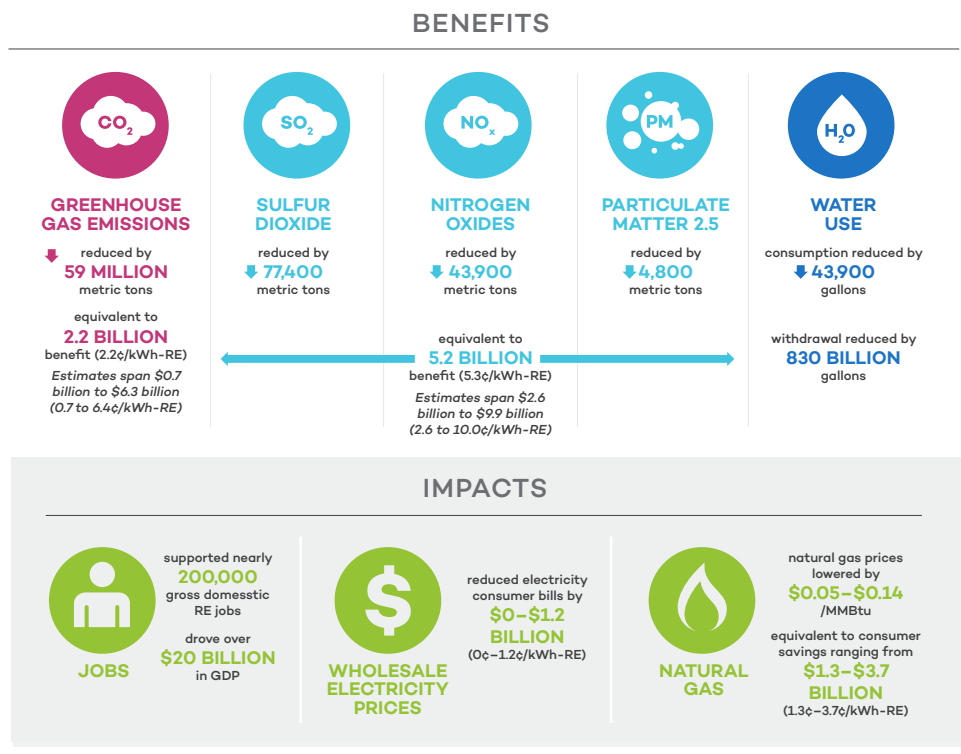 BENEFITS
CO2
SO2
NOx
PM
H2O
GREENHOUSE
GAS EMISSIONS
reduced by
59 MILLION
metric tons
equivalent to
2.2 BILLION
benefit (2.2¢/kWh-RE)
Estimates span $0.7
billion to $6.3 billion
(0.7 to 6.4¢/kWh-RE)
SULFUR
DIOXIDE
reduced by
77,400
metric tons
NITROGEN
OXIDES
reduced by
43,900
metric tons
equivalent to
5.2 BILLION
benefit (5.3¢/kWh-RE)
Estimates span $2.6
billion to $9.9 billion
(2.6 to 10.0¢/kWh-RE)
PARTICULATE
MATTER 2.5
reduced by
4,800
metric tons
WATER
USE
consumption reduced by
43,900
gallons
withdrawal reduced by
830 BILLION
gallons
IMPACTS
JOBS
supported nearly
200,000
gross domesstic
RE jobs
drove over
$20 BILLION
in GDP
$
WHOLESALE
ELECTRICITY
PRICES
reduced electricity
consumer bills by
$0–$1.2
BILLION
(0¢–1.2¢/kWh-RE)
NATURAL
GAS
natural gas prices
lowered by
$0.05–$0.14
/MMBtu
equivalent to consumer
savings ranging from
$1.3–$3.7
BILLION
(1.3¢–3.7¢/kWh-RE)